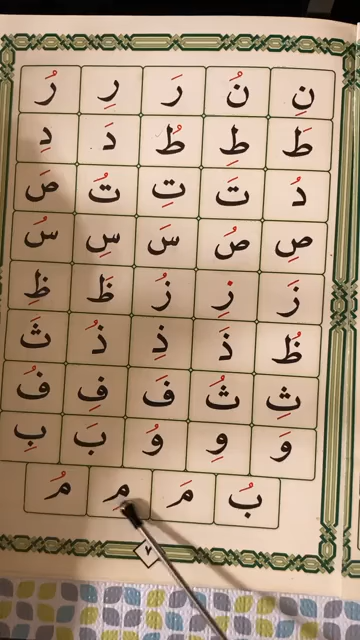 نِ نُ رَ رِ رُ
طَ طِ طُ دَ دِ
دُ تَ تِ تُ صَ
صِ صُ سَ سِ سُ
زَ زِ زُ ظَ ظِ
ظُ ذَ ذِ ذُ ثَ
ثِ ثُ فَ فِ فُ
وَ وِ وُ بَ بِ
بُ مَ مِ مُ
٧